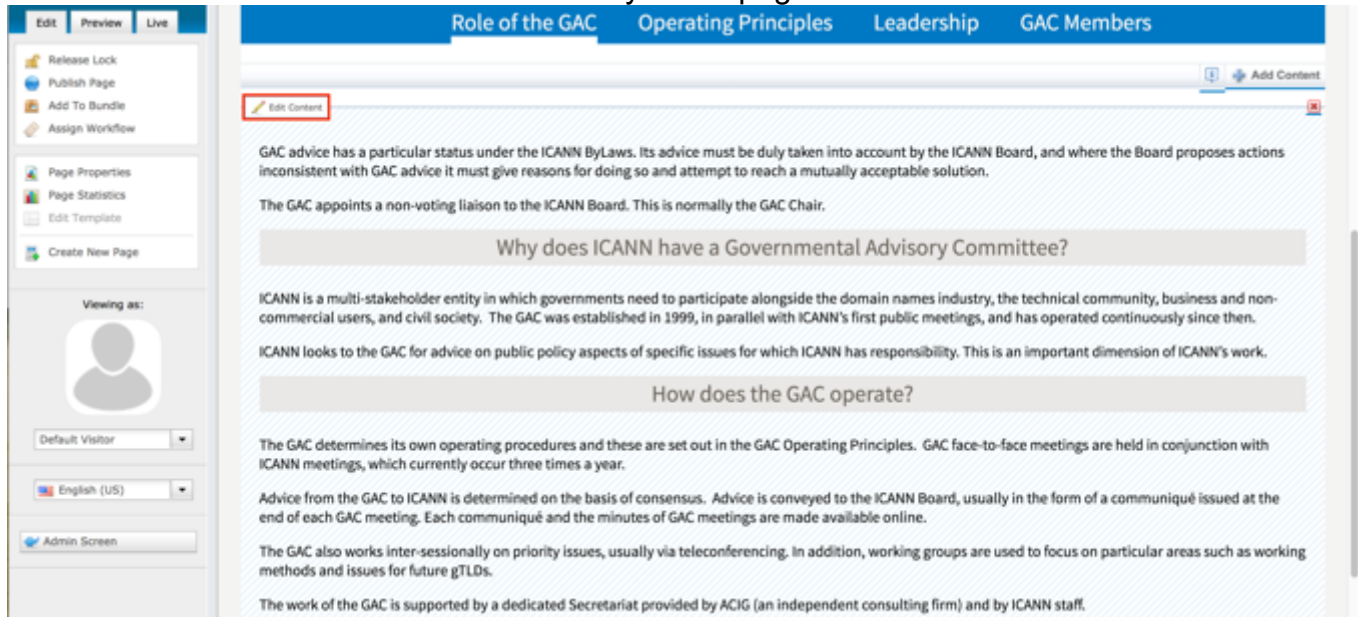 Edit Preview Live
Role of the GAC Operating Principles Leadership GAC Members
Release Lock
Publish Page
Add To Bundle
Assign Workflow
Page Properties
Page Statistics
Edit Template
Create New Page
Viewing as:
Default Visitor
English (US)
Admin Screen
Add Content
Edit Content
GAC advice has a particular status under the ICANN ByLaws. Its advice must be duly taken into account by the ICANN Board, and where the Board proposes actions
inconsistent with GAC advice it must give reasons for doing so and attempt to reach a mutually acceptable solution.
The GAC appoints a non-voting liaison to the ICANN Board. This is normally the GAC Chair.
Why does ICANN have a Governmental Advisory Committee?
ICANN is a multi-stakeholder entity in which governments need to participate alongside the domain names industry, the technical community, business and non-
commercial users, and civil society. The GAC was established in 1999, in parallel with ICANN's first public meetings, and has operated continuously since then.
ICANN looks to the GAC for advice on public policy aspects of specific issues for which ICANN has responsibility. This is an important dimension of ICANN's work.
How does the GAC operate?
The GAC determines its own operating procedures and these are set out in the GAC Operating Principles. GAC face-to-face meetings are held in conjunction with
ICANN meetings, which currently occur three times a year.
Advice from the GAC to ICANN is determined on the basis of consensus. Advice is conveyed to the ICANN Board, usually in the form of a communiqué issued at the
end of each GAC meeting. Each communiqué and the minutes of GAC meetings are made available online.
The GAC also works inter-sessionally on priority issues, usually via teleconferencing. In addition, working groups are used to focus on particular areas such as working
methods and issues for future gTLDs.
The work of the GAC is supported by a dedicated Secretariat provided by ACIG (an independent consulting firm) and by ICANN staff.